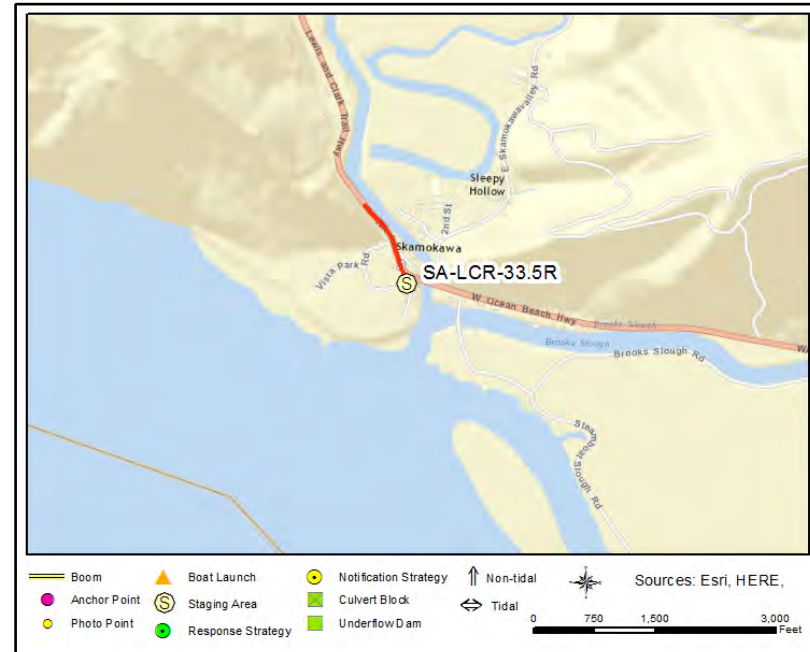 Lewis and Clark Trail Hwy
E Skamokawavalley Rd
Sleepy
Hollow
2nd St
Skamokawa
Vista Park Rd
SA-LCR-33.5R
W Ocean Beach Hwy
Brooks Slough
Brooks Slough
Brooks Slough Rd
WA
Steamboat Slough Rd
Boom
Boat Launch
Notification Strategy
Non-tidal
Sources: Esri, HERE,
Anchor Point
S
Staging Area
Culvert Block
Tidal
Photo Point
Response Strategy
Underflow Dam
0 750 1,500 3,000
Feet
S